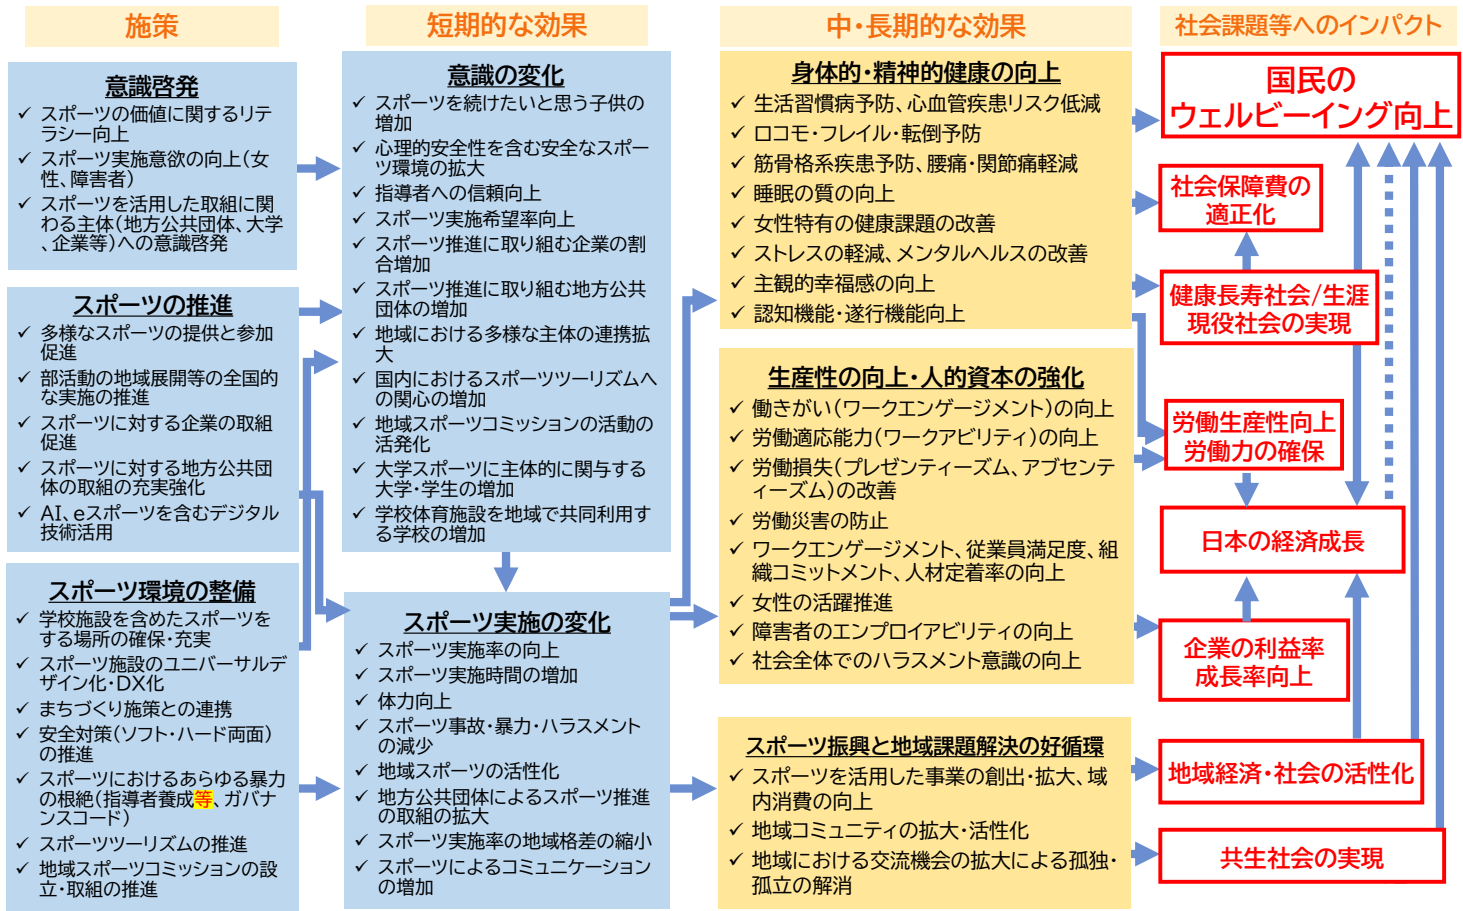 施策
意識啓発
✓ スポーツの価値に関するリテ
ラシー向上
✓ スポーツ実施意欲の向上(女
性、障害者)
✓ スポーツを活用した取組に関
わる主体(地方公共団体、大学
、企業等)への意識啓発
スポーツの推進
✓ 多様なスポーツの提供と参加
促進
✓ 部活動の地域展開等の全国的
な実施の推進
✓ スポーツに対する企業の取組
促進
✓ スポーツに対する地方公共団
体の取組の充実強化
✓ AI、eスポーツを含むデジタル
技術活用
スポーツ環境の整備
✓ 学校施設を含めたスポーツを
する場所の確保・充実
✓ スポーツ施設のユニバーサルデ
ザイン化・DX化
✓ まちづくり施策との連携
✓ 安全対策(ソフト・ハード両面)
の推進
✓ スポーツにおけるあらゆる暴力
の根絶(指導者養成等、ガバナ
ンスコード)
✓ スポーツツーリズムの推進
✓ 地域スポーツコミッションの設
立・取組の推進
短期的な効果
意識の変化
✓ スポーツを続けたいと思う子供の
増加
✓ 心理的安全性を含む安全なスポー
ツ環境の拡大
✓ 指導者への信頼向上
✓ スポーツ実施希望率向上
✓ スポーツ推進に取り組む企業の割
合増加
✓ スポーツ推進に取り組む地方公共
団体の増加
✓ 地域における多様な主体の連携拡
大
✓ 国内におけるスポーツツーリズムへ
の関心の増加
✓ 地域スポーツコミッションの活動の
活発化
✓ 大学スポーツに主体的に関与する
大学・学生の増加
✓ 学校体育施設を地域で共同利用す
る学校の増加
スポーツ実施の変化
✓ スポーツ実施率の向上
✓ スポーツ実施時間の増加
✓ 体力向上
✓ スポーツ事故・暴力・ハラスメント
の減少
✓ 地域スポーツの活性化
✓ 地方公共団体によるスポーツ推進
の取組の拡大
✓ スポーツ実施率の地域格差の縮小
✓ スポーツによるコミュニケーション
の増加
中・長期的な効果
身体的・精神的健康の向上
✓ 生活習慣病予防、心血管疾患リスク低減
✓ ロコモ・フレイル・転倒予防
✓ 筋骨格系疾患予防、腰痛・関節痛軽減
✓ 睡眠の質の向上
✓ 女性特有の健康課題の改善
✓ ストレスの軽減、メンタルヘルスの改善
✓ 主観的幸福感の向上
✓ 認知機能・遂行機能向上
生産性の向上・人的資本の強化
✓ 働きがい(ワークエンゲージメント)の向上
✓ 労働適応能力(ワークアビリティ)の向上
✓ 労働損失(プレゼンティーズム、アブセンテ
ィーズム)の改善
✓ 労働災害の防止
✓ ワークエンゲージメント、従業員満足度、組
織コミットメント、人材定着率の向上
✓ 女性の活躍推進
✓ 障害者のエンプロイアビリティの向上
✓ 社会全体でのハラスメント意識の向上
スポーツ振興と地域課題解決の好循環
✓ スポーツを活用した事業の創出・拡大、域
内消費の向上
✓ 地域コミュニティの拡大・活性化
✓ 地域における交流機会の拡大による孤独・
孤立の解消
社会課題等へのインパクト
国民の
ウェルビーイング向上
社会保障費の
適正化
健康長寿社会/生涯
現役社会の実現
労働生産性向上
労働力の確保
日本の経済成長
企業の利益率
成長率向上
地域経済・社会の活性化
共生社会の実現